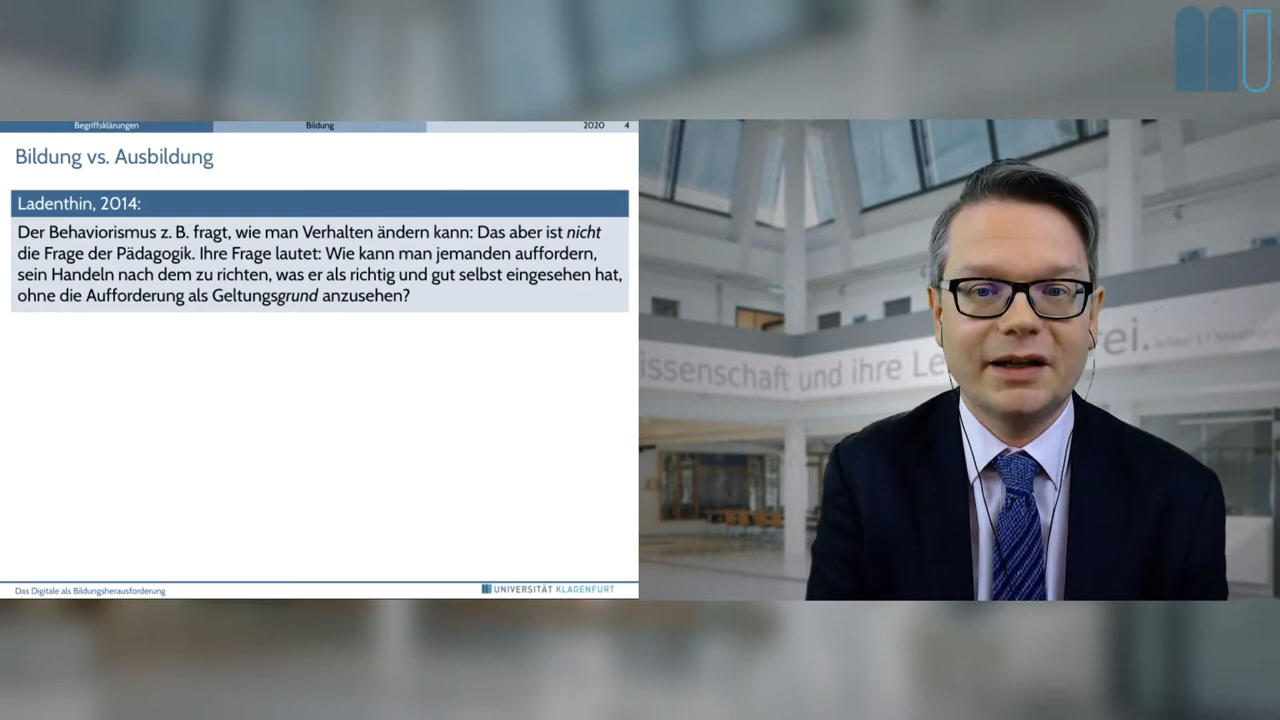 Begriffsklärungen Bildung 2020 4
Bildung vs. Ausbildung
Ladenthin, 2014:
Der Behaviorismus z. B. fragt, wie man Verhalten ändern kann: Das aber ist nicht
die Frage der Pädagogik. Ihre Frage lautet: Wie kann man jemanden auffordern,
sein Handeln nach dem zu richten, was er als richtig und gut selbst eingesehen hat,
ohne die Aufforderung als Geltungsgrund anzusehen?
Das Digitale als Bildungsherausforderung
UNIVERSITÄT KLAGENFURT
issenschaft und ihre Le
rei.